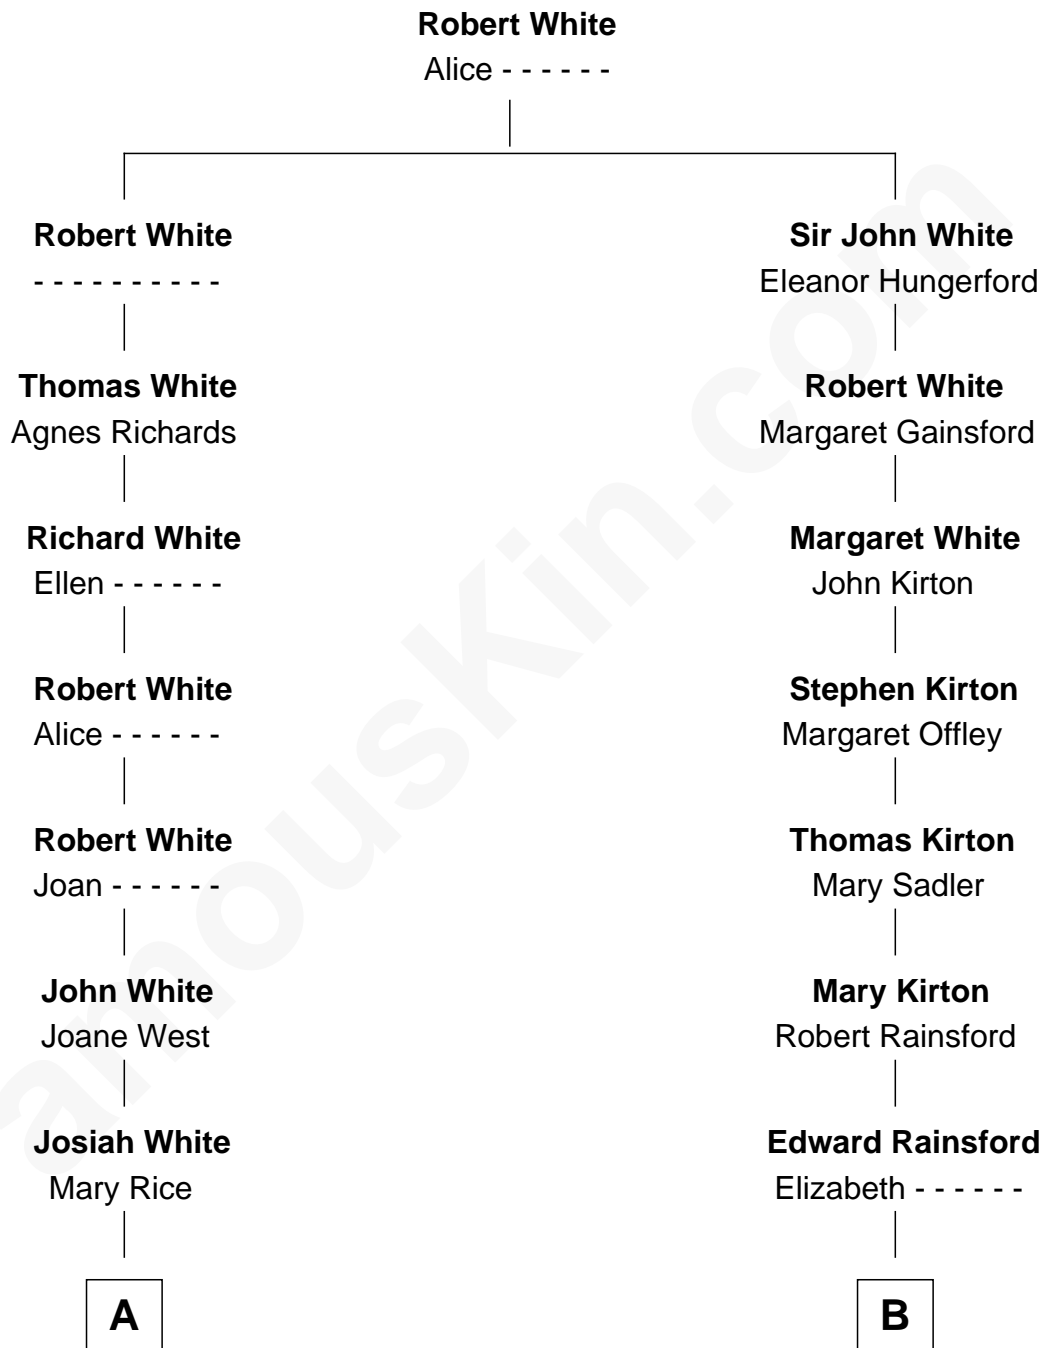 Robert White
Alice - - - - - -
Robert White
- - - - - - - - - -
Thomas White
Agnes Richards
Richard White
Ellen - - - - - -
Robert White
Alice - - - - - -
Robert White
Joan - - - - - -
John White
Joane West
Josiah White
Mary Rice
A
Sir John White
Eleanor Hungerford
Robert White
Margaret Gainsford
Margaret White
John Kirton
Stephen Kirton
Margaret Offley
Thomas Kirton
Mary Sadler
Mary Kirton
Robert Rainsford
Edward Rainsford
Elizabeth - - - - - -
B
amouskin.com